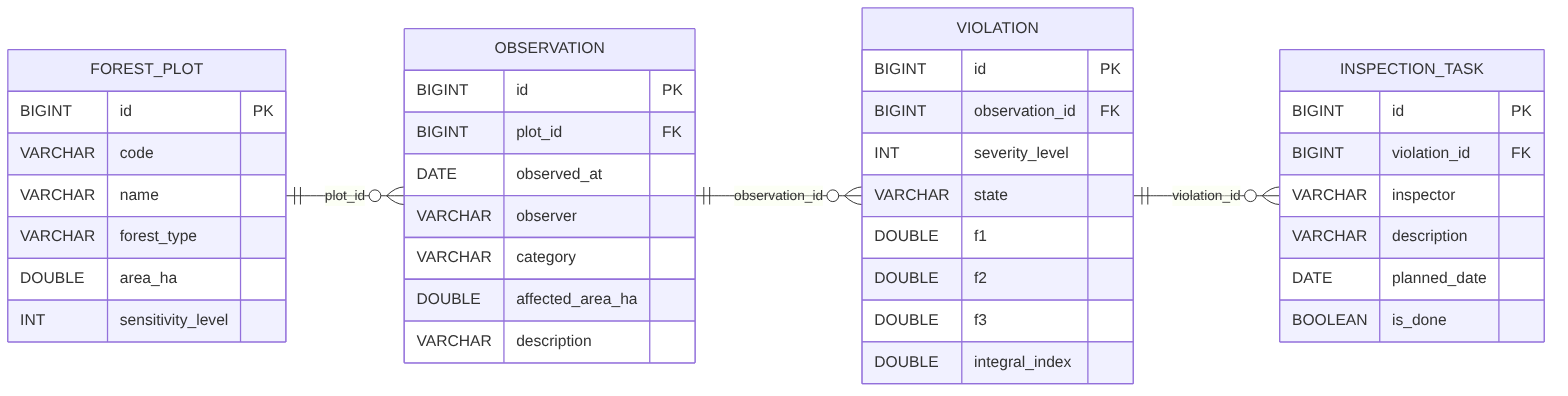 FOREST_PLOT
BIGINT id PK
VARCHAR code
VARCHAR name
VARCHAR forest_type
DOUBLE area_ha
INT sensitivity_level
plot_id
OBSERVATION
BIGINT id PK
BIGINT plot_id FK
DATE observed_at
VARCHAR observer
VARCHAR category
DOUBLE affected_area_ha
VARCHAR description
observation_id
VIOLATION
BIGINT id PK
BIGINT observation_id FK
INT severity_level
VARCHAR state
DOUBLE f1
DOUBLE f2
DOUBLE f3
DOUBLE integral_index
violation_id
INSPECTION_TASK
BIGINT id PK
BIGINT violation_id FK
VARCHAR inspector
VARCHAR description
DATE planned_date
BOOLEAN is_done